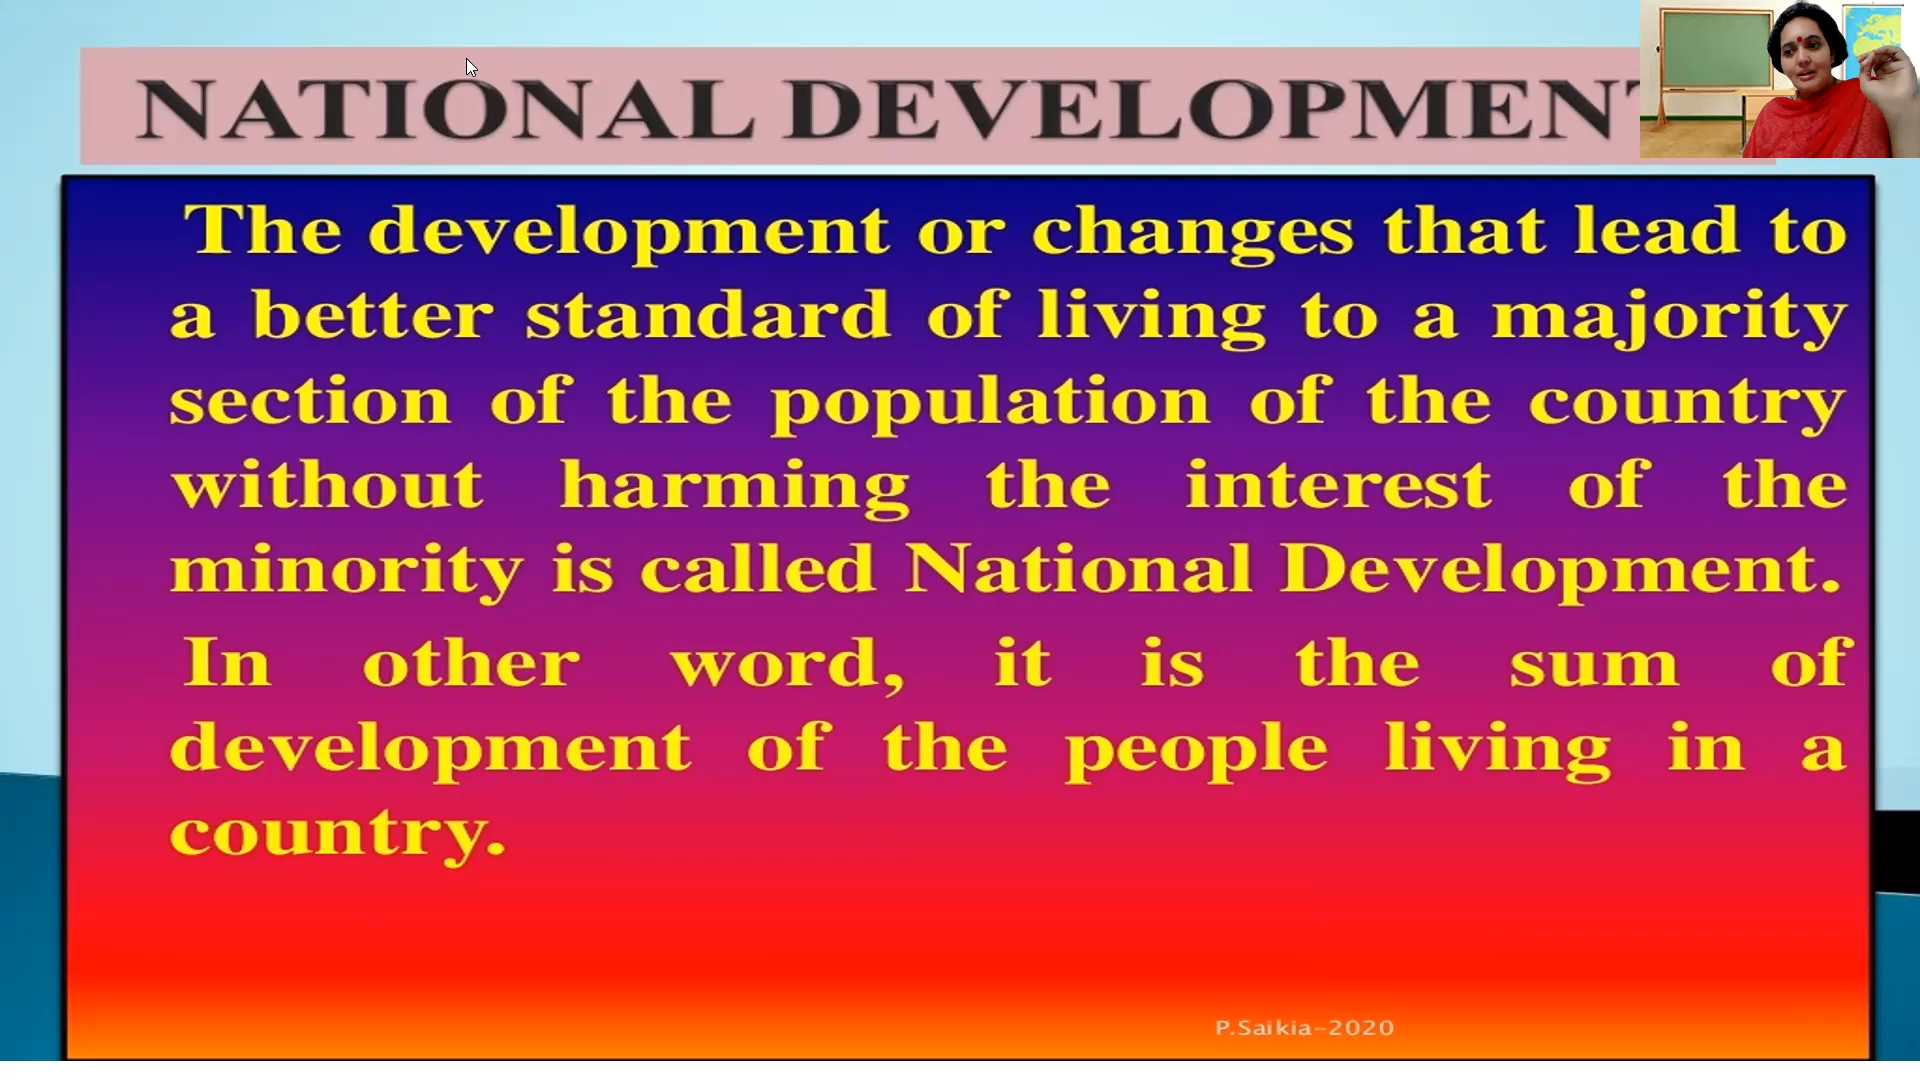 NATIONAL DEVELOPMENT
The development or changes that lead to
a better standard of living to a majority
section of the population of the country
without harming the interest of the
minority is called National Development.
In other word, it is the sum of
development of the people living in a
country.
P.Saikia-2020